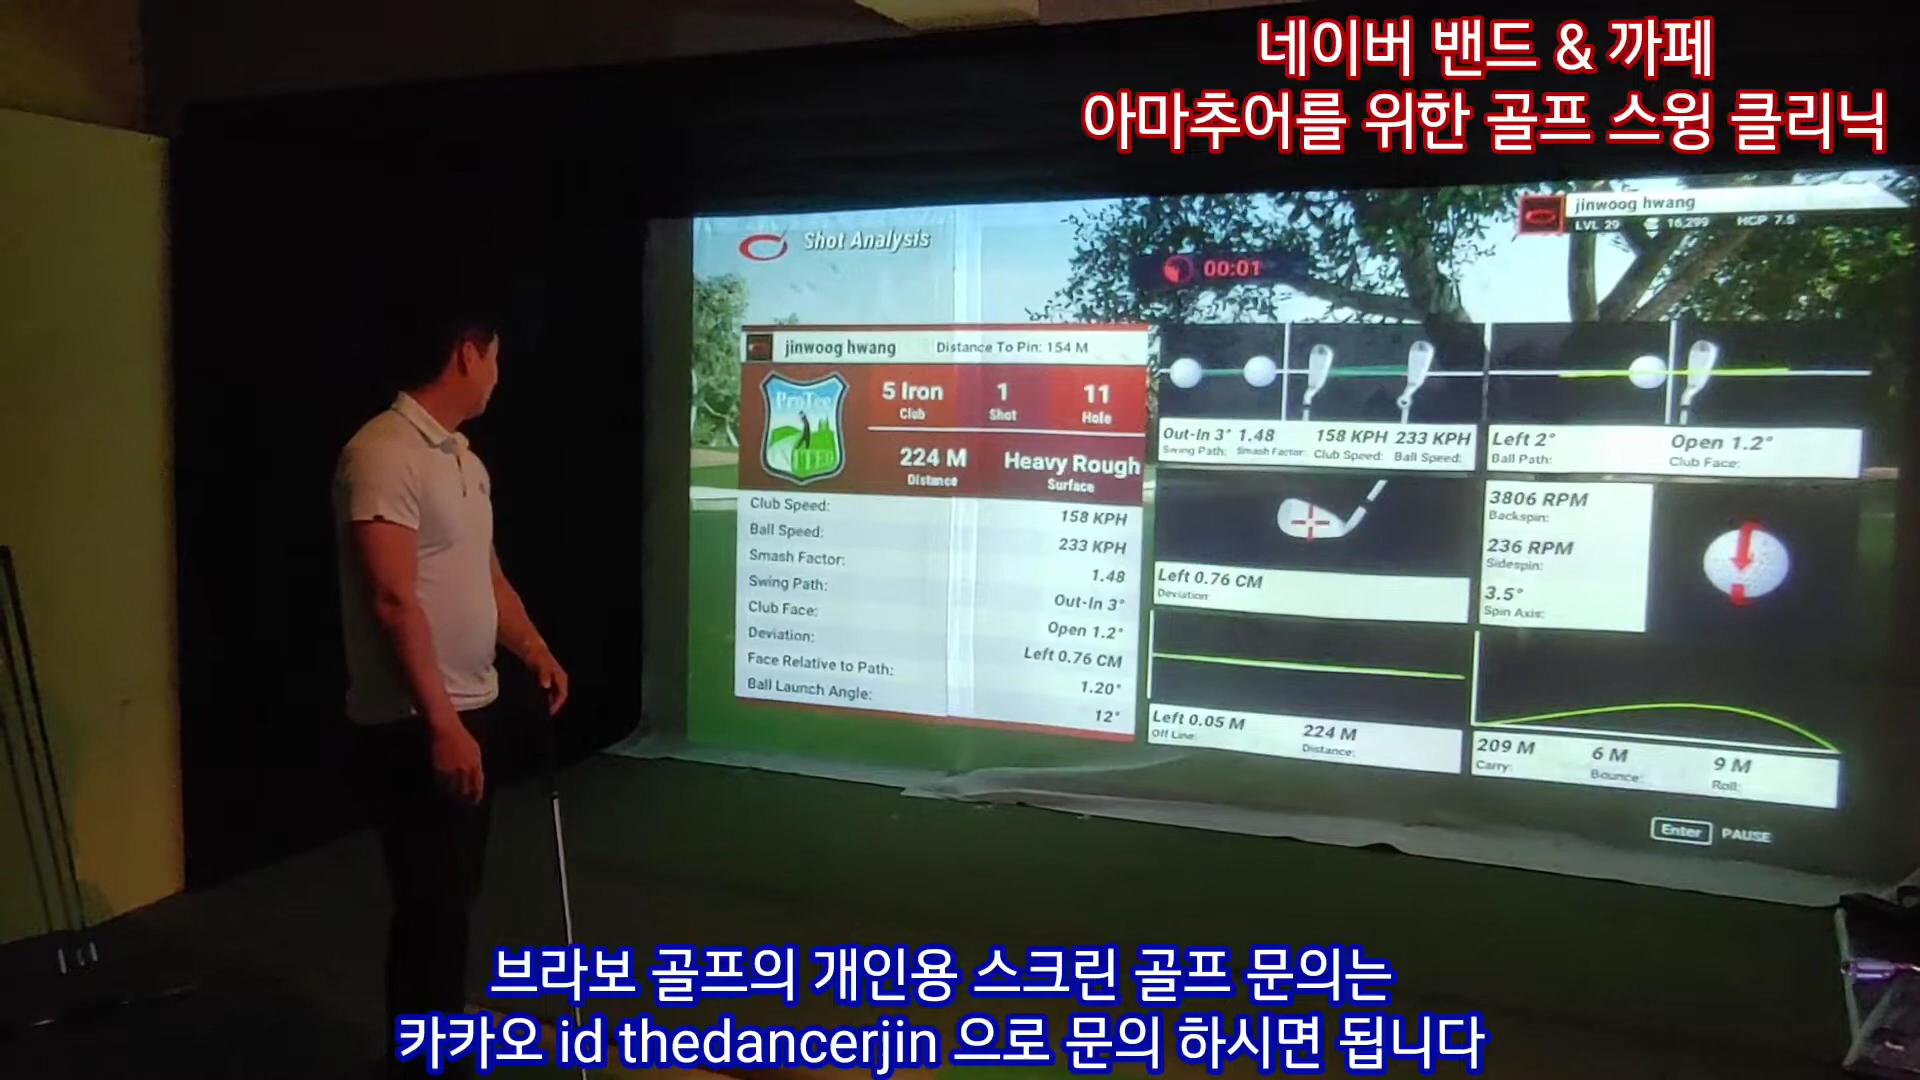 네이버 밴드 & 까페
아마추어를 위한 골프 스윙 클리닉
jinwoog hwang
LVL 29 16,299 HCP 7.5
Shot Analysis
00:01
jinwoog hwang Distance To Pin: 154 M
ProTee
UNITED
5 Iron 1 11
Club Shot Hole
224 M Heavy Rough
Distance Surface
Club Speed: 158 KPH
Ball Speed: 233 KPH
Smash Factor: 1.48
Swing Path: Out-In 3°
Club Face: Open 1.2°
Deviation: Left 0.76 CM
Face Relative to Path: 1.20°
Ball Launch Angle: 12°
Out-In 3° 1.48 158 KPH 233 KPH
Swing Path: Smash Factor: Club Speed: Ball Speed:
Left 2° Open 1.2°
Ball Path: Club Face:
Left 0.76 CM
Deviation:
3806 RPM
Backspin:
236 RPM
Sidespin:
3.5°
Spin Axis:
Left 0.05 M 224 M
Off Line: Distance:
209 M 6 M 9 M
Carry: Bounce: Roll:
Enter PAUSE
브라보 골프의 개인용 스크린 골프 문의는
카카오 id thedancerjin 으로 문의 하시면 됩니다